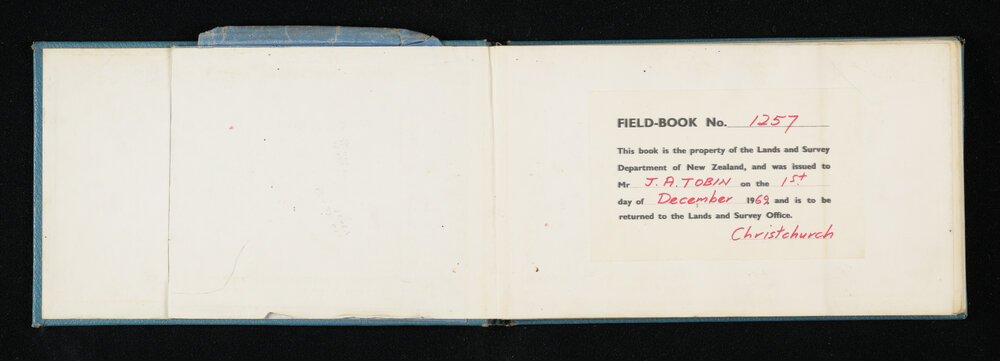 FIELD-BOOK No. 1257
This book is the property of the Lands and Survey
Department of New Zealand, and was issued to
Mr J. A. TOBIN on the 1st
day of December 1969 and is to be
returned to the Lands and Survey Office.
Christchurch